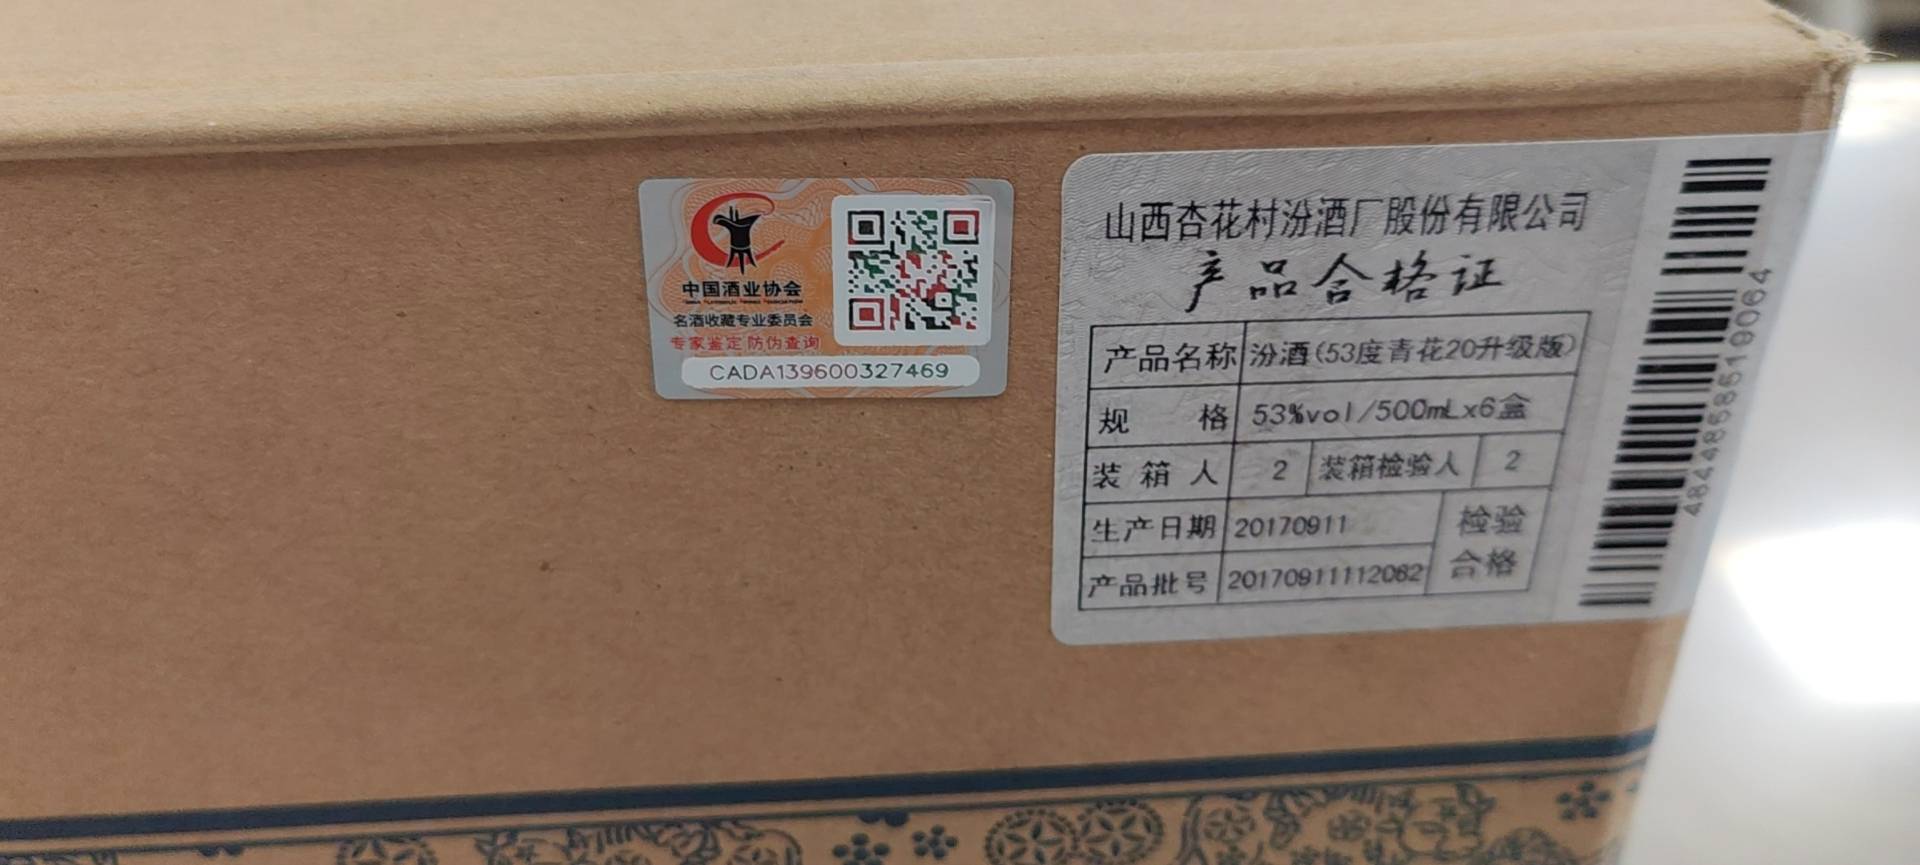 中国酒业协会
名酒收藏专业委员会
专家鉴定 防伪查询
CADA139600327469
山西杏花村汾酒厂股份有限公司
产品合格证
产品名称 汾酒(53度青花20升级版)
规 格 53%vol/500mLx6盒
装 箱 人 2 装箱检验人 2
生产日期 20170911
检验
合格
产品批号 20170911112062